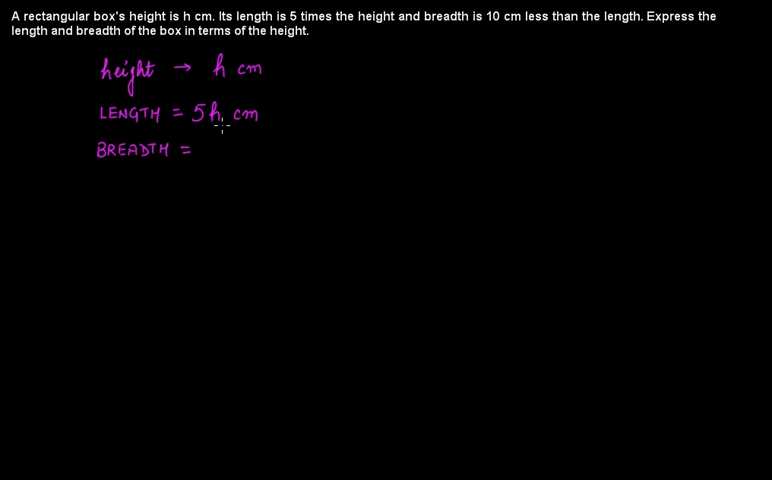 A rectangular box's height is h cm. Its length is 5 times the height and breadth is 10 cm less than the length. Express the
length and breadth of the box in terms of the height.
height → h cm
LENGTH = 5h cm
BREADTH =